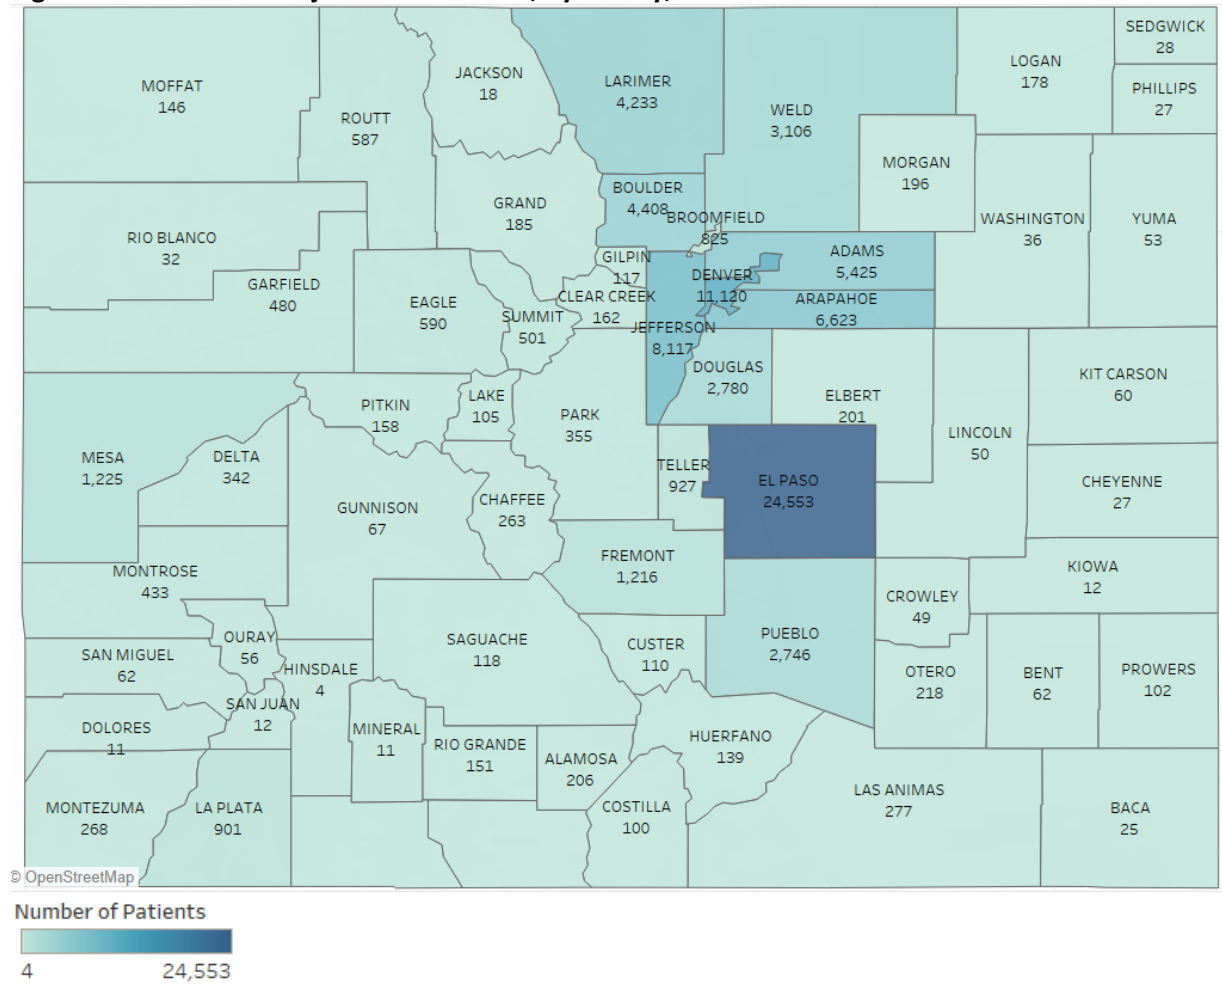 MOFFAT
146
ROUTT
587
JACKSON
18
LARIMER
4,233
WELD
3,106
LOGAN
178
SEDGWICK
28
PHILLIPS
27
MORGAN
196
WASHINGTON
36
YUMA
53
RIO BLANCO
32
GRAND
185
BOULDER
4,408
BROOMFIELD
825
GARFIELD
480
EAGLE
590
SUMMIT
501
GILPIN
117
CLEAR CREEK
162
DENVER
11,120
ADAMS
5,425
ARAPAHOE
6,623
JEFFERSON
8,117
DOUGLAS
2,780
ELBERT
201
KIT CARSON
60
LINCOLN
50
CHEYENNE
27
MESA
1,225
DELTA
342
PITKIN
158
LAKE
105
PARK
355
TELLER
927
EL PASO
24,553
GUNNISON
67
CHAFFEE
263
FREMONT
1,216
MONTROSE
433
KIOWA
12
CROWLEY
49
OURAY
56
SAGUACHE
118
CUSTER
110
PUEBLO
2,746
OTERO
218
BENT
62
PROWERS
102
SAN MIGUEL
62
HINSDALE
4
SAN JUAN
12
DOLORES
11
MINERAL
11
RIO GRANDE
151
ALAMOSA
206
HUERFANO
139
MONTEZUMA
268
LA PLATA
901
COSTILLA
100
LAS ANIMAS
277
BACA
25
© OpenStreetMap
Number of Patients
4 24,553